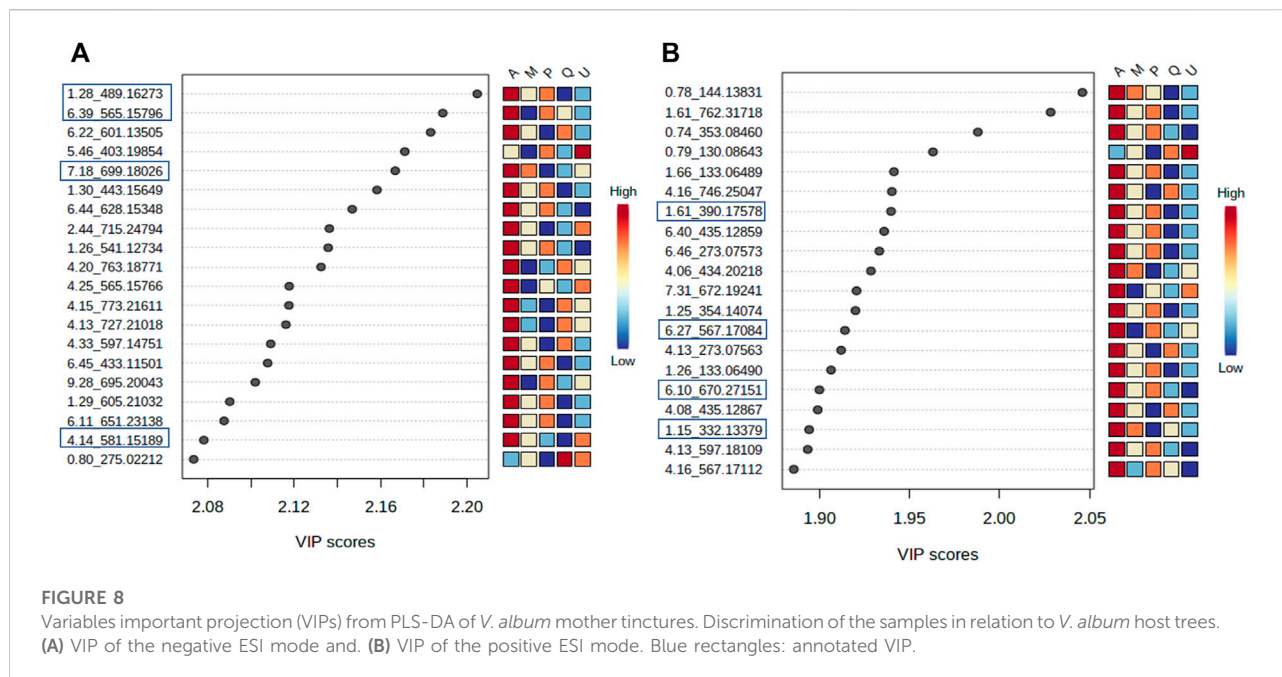 A
A M P Q U
1.28_489.16273
6.39_565.15796
6.22_601.13505
5.46_403.19854
7.18_699.18026
1.30_443.15649
6.44_628.15348
2.44_715.24794
1.26_541.12734
4.20_763.18771
4.25_565.15766
4.15_773.21611
4.13_727.21018
4.33_597.14751
6.45_433.11501
9.28_695.20043
1.29_605.21032
6.11_651.23138
4.14_581.15189
0.80_275.02212
High
Low
2.08 2.12 2.16 2.20
VIP scores
B
A M P Q U
0.78_144.13831
1.61_762.31718
0.74_353.08460
0.79_130.08643
1.66_133.06489
4.16_746.25047
1.61_390.17578
6.40_435.12859
6.46_273.07573
4.06_434.20218
7.31_672.19241
1.25_354.14074
6.27_567.17084
4.13_273.07563
1.26_133.06490
6.10_670.27151
4.08_435.12867
1.15_332.13379
4.13_597.18109
4.16_567.17112
High
Low
1.90 1.95 2.00 2.05
VIP scores
FIGURE 8
Variables important projection (VIPs) from PLS-DA of V. album mother tinctures. Discrimination of the samples in relation to V. album host trees.
(A) VIP of the negative ESI mode and. (B) VIP of the positive ESI mode. Blue rectangles: annotated VIP.